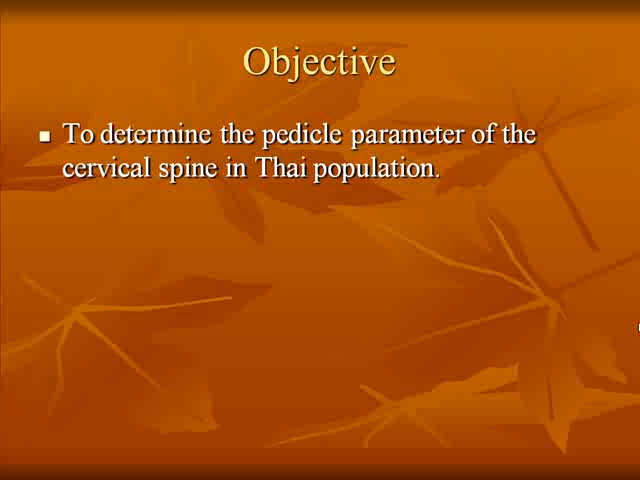 Objective
To determine the pedicle parameter of the
cervical spine in Thai population.